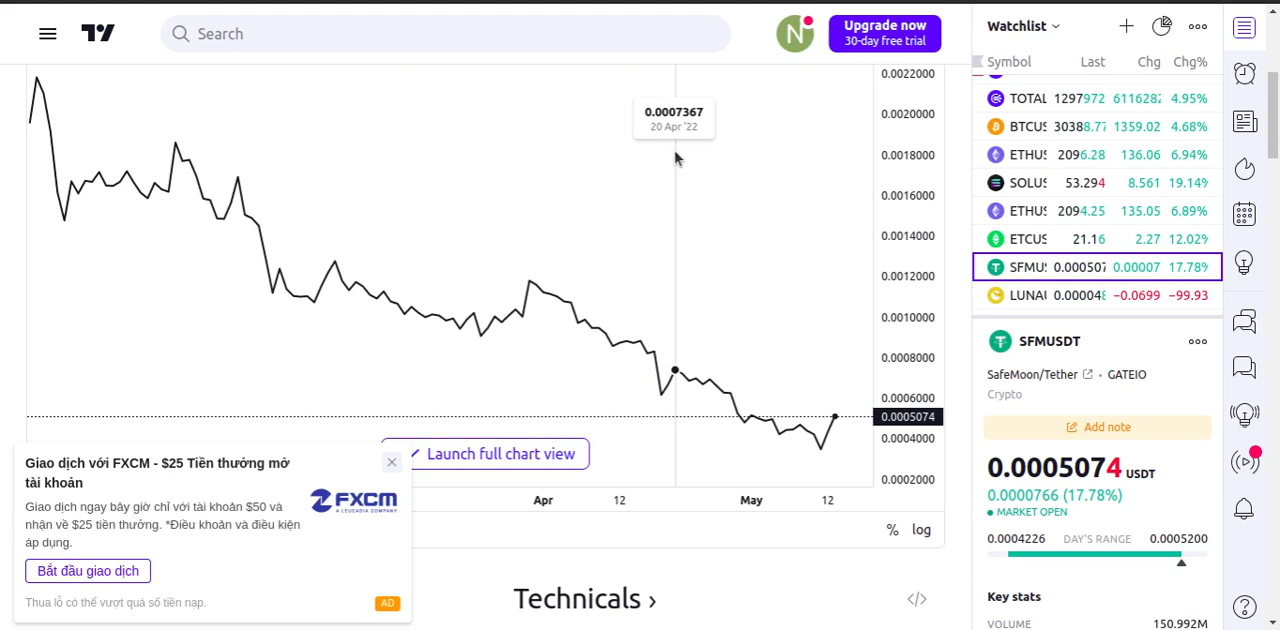 Search
N
Upgrade now
30-day free trial
Watchlist
Symbol Last Chg Chg%
TOTAL 1297972 611628 4.95%
BTCUS 30388.77 1359.02 4.68%
ETHUS 2096.28 136.06 6.94%
SOLUS 53.294 8.561 19.14%
ETHUS 2094.25 135.05 6.89%
ETCUS 21.16 2.27 12.02%
SFMUS 0.000507 0.00007 17.78%
LUNAU 0.000048 −0.0699 −99.93
0.0022000
0.0020000
0.0018000
0.0016000
0.0014000
0.0012000
0.0010000
0.0008000
0.0006000
0.0005074
0.0004000
0.0002000
0.0007367
20 Apr '22
Launch full chart view
Apr 12 May 12
% log
SFMUSDT
SafeMoon/Tether • GATEIO
Crypto
Add note
0.0005074 USDT
0.0000766 (17.78%)
MARKET OPEN
0.0004226 DAY'S RANGE 0.0005200
Key stats
VOLUME 150.992M
Giao dịch với FXCM - $25 Tiền thưởng mở
tài khoản
Giao dịch ngay bây giờ chỉ với tài khoản $50 và
nhận về $25 tiền thưởng. *Điều khoản và điều kiện
áp dụng.
FXCM
A LEUCADIA COMPANY
Bắt đầu giao dịch
Thua lỗ có thể vượt quá số tiền nạp.
AD
Technicals ›